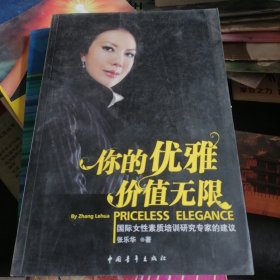 你的优雅
价值无限
By Zhang Lehua
PRICELESS ELEGANCE
国际女性素质培训研究专家的建议
张乐华 著
中国青年出版社